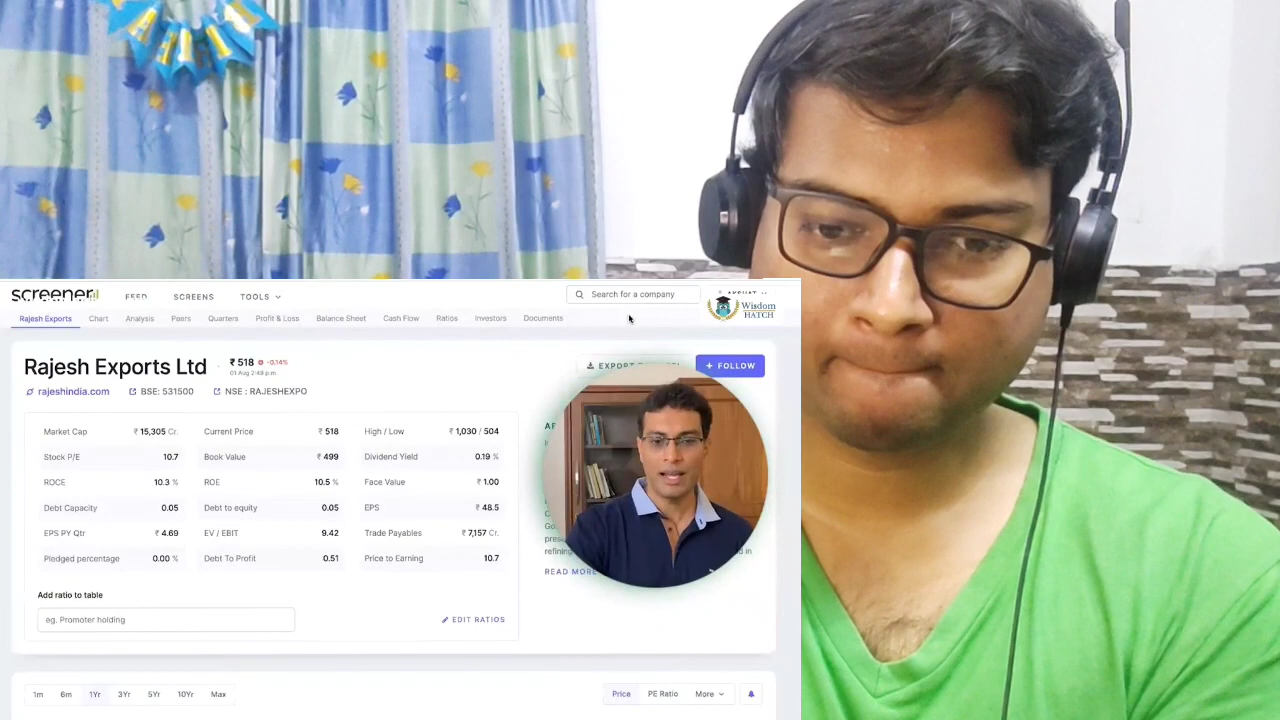 screener
FEED
SCREENS
TOOLS
Search for a company
Wisdom
HATCH
Rajesh Exports
Chart
Analysis
Peers
Quarters
Profit & Loss
Balance Sheet
Cash Flow
Ratios
Investors
Documents
Rajesh Exports Ltd
₹ 518 -0.14%
01 Aug 2:49 p.m.
EXPORT
+ FOLLOW
rajeshindia.com
BSE: 531500
NSE : RAJESHEXPO
Market Cap ₹ 15,305 Cr.
Current Price ₹ 518
High / Low ₹ 1,030 / 504
Stock P/E 10.7
Book Value ₹ 499
Dividend Yield 0.19 %
ROCE 10.3 %
ROE 10.5 %
Face Value ₹ 1.00
Debt Capacity 0.05
Debt to equity 0.05
EPS ₹ 48.5
EPS PY Qtr ₹ 4.69
EV / EBIT 9.42
Trade Payables ₹ 7,157 Cr.
Pledged percentage 0.00 %
Debt To Profit 0.51
Price to Earning 10.7
READ MORE
Add ratio to table
eg. Promoter holding
EDIT RATIOS
1m
6m
1Yr
3Yr
5Yr
10Yr
Max
Price
PE Ratio
More